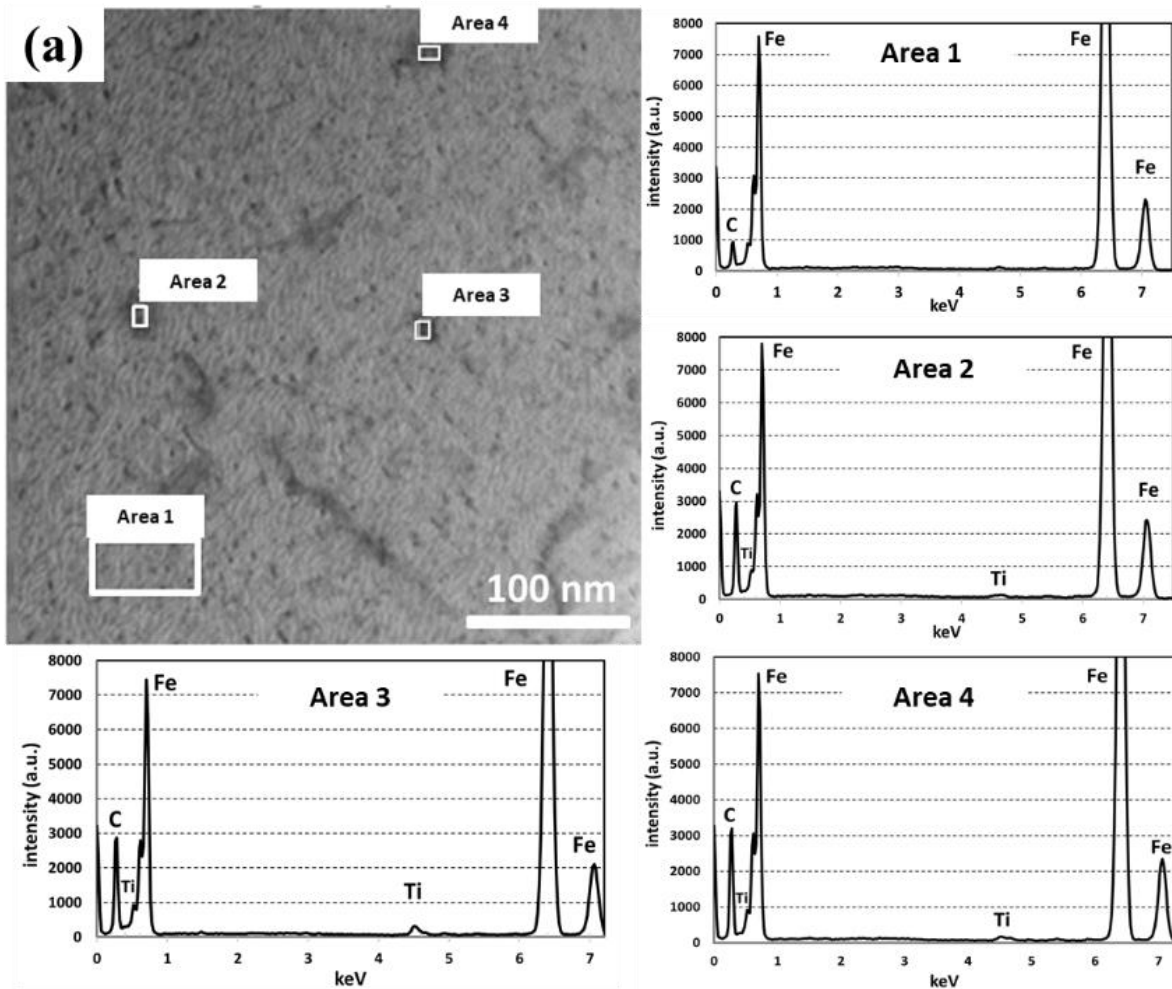 (a)
Area 4
Area 2
Area 3
Area 1
100 nm
Area 1
intensity (a.u.)
8000
7000
6000
5000
4000
3000
2000
1000
0
Fe
Fe
Fe
C
0 1 2 3 4 5 6 7
keV
Area 2
intensity (a.u.)
8000
7000
6000
5000
4000
3000
2000
1000
0
Fe
Fe
Fe
C
Ti
Ti
0 1 2 3 4 5 6 7
keV
Area 3
intensity (a.u.)
8000
7000
6000
5000
4000
3000
2000
1000
0
Fe
Fe
Fe
C
Ti
Ti
0 1 2 3 4 5 6 7
keV
Area 4
intensity (a.u.)
8000
7000
6000
5000
4000
3000
2000
1000
0
Fe
Fe
Fe
C
Ti
Ti
0 1 2 3 4 5 6 7
keV